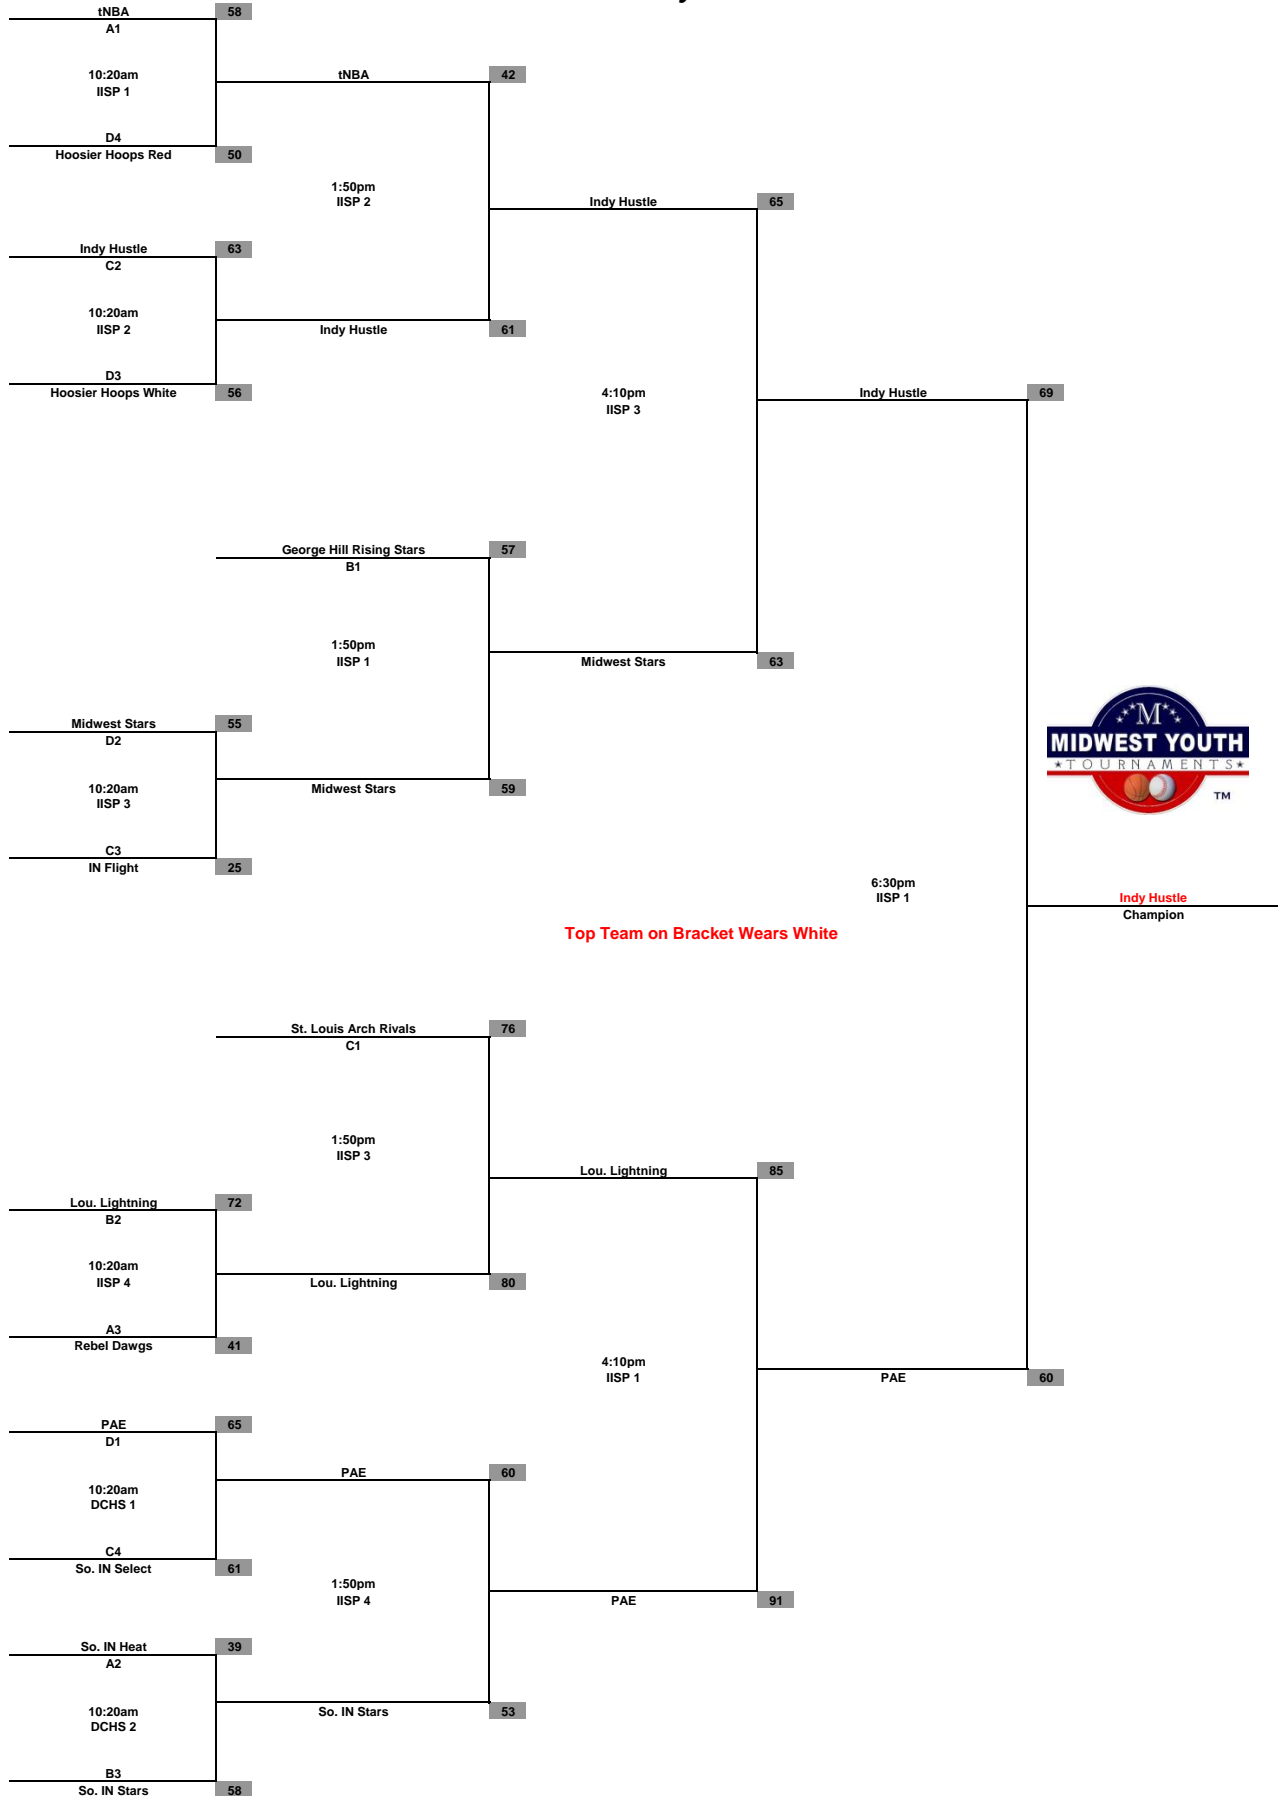 tNBA 58
A1
10:20am
IISP 1
tNBA 42
D4
Hoosier Hoops Red 50
1:50pm
IISP 2
Indy Hustle 65
Indy Hustle 63
C2
10:20am
IISP 2
Indy Hustle 61
D3
Hoosier Hoops White 56
4:10pm
IISP 3
Indy Hustle 69
George Hill Rising Stars 57
B1
1:50pm
IISP 1
Midwest Stars 63
Midwest Stars 55
D2
10:20am
IISP 3
Midwest Stars 59
C3
IN Flight 25
M
MIDWEST YOUTH
TOURNAMENTS
TM
6:30pm
IISP 1
Indy Hustle
Champion
Top Team on Bracket Wears White
St. Louis Arch Rivals 76
C1
1:50pm
IISP 3
Lou. Lightning 85
Lou. Lightning 72
B2
10:20am
IISP 4
Lou. Lightning 80
A3
Rebel Dawgs 41
4:10pm
IISP 1
PAE 60
PAE 65
D1
PAE 60
10:20am
DCHS 1
C4
So. IN Select 61
1:50pm
IISP 4
PAE 91
So. IN Heat 39
A2
10:20am
DCHS 2
So. IN Stars 53
B3
So. IN Stars 58